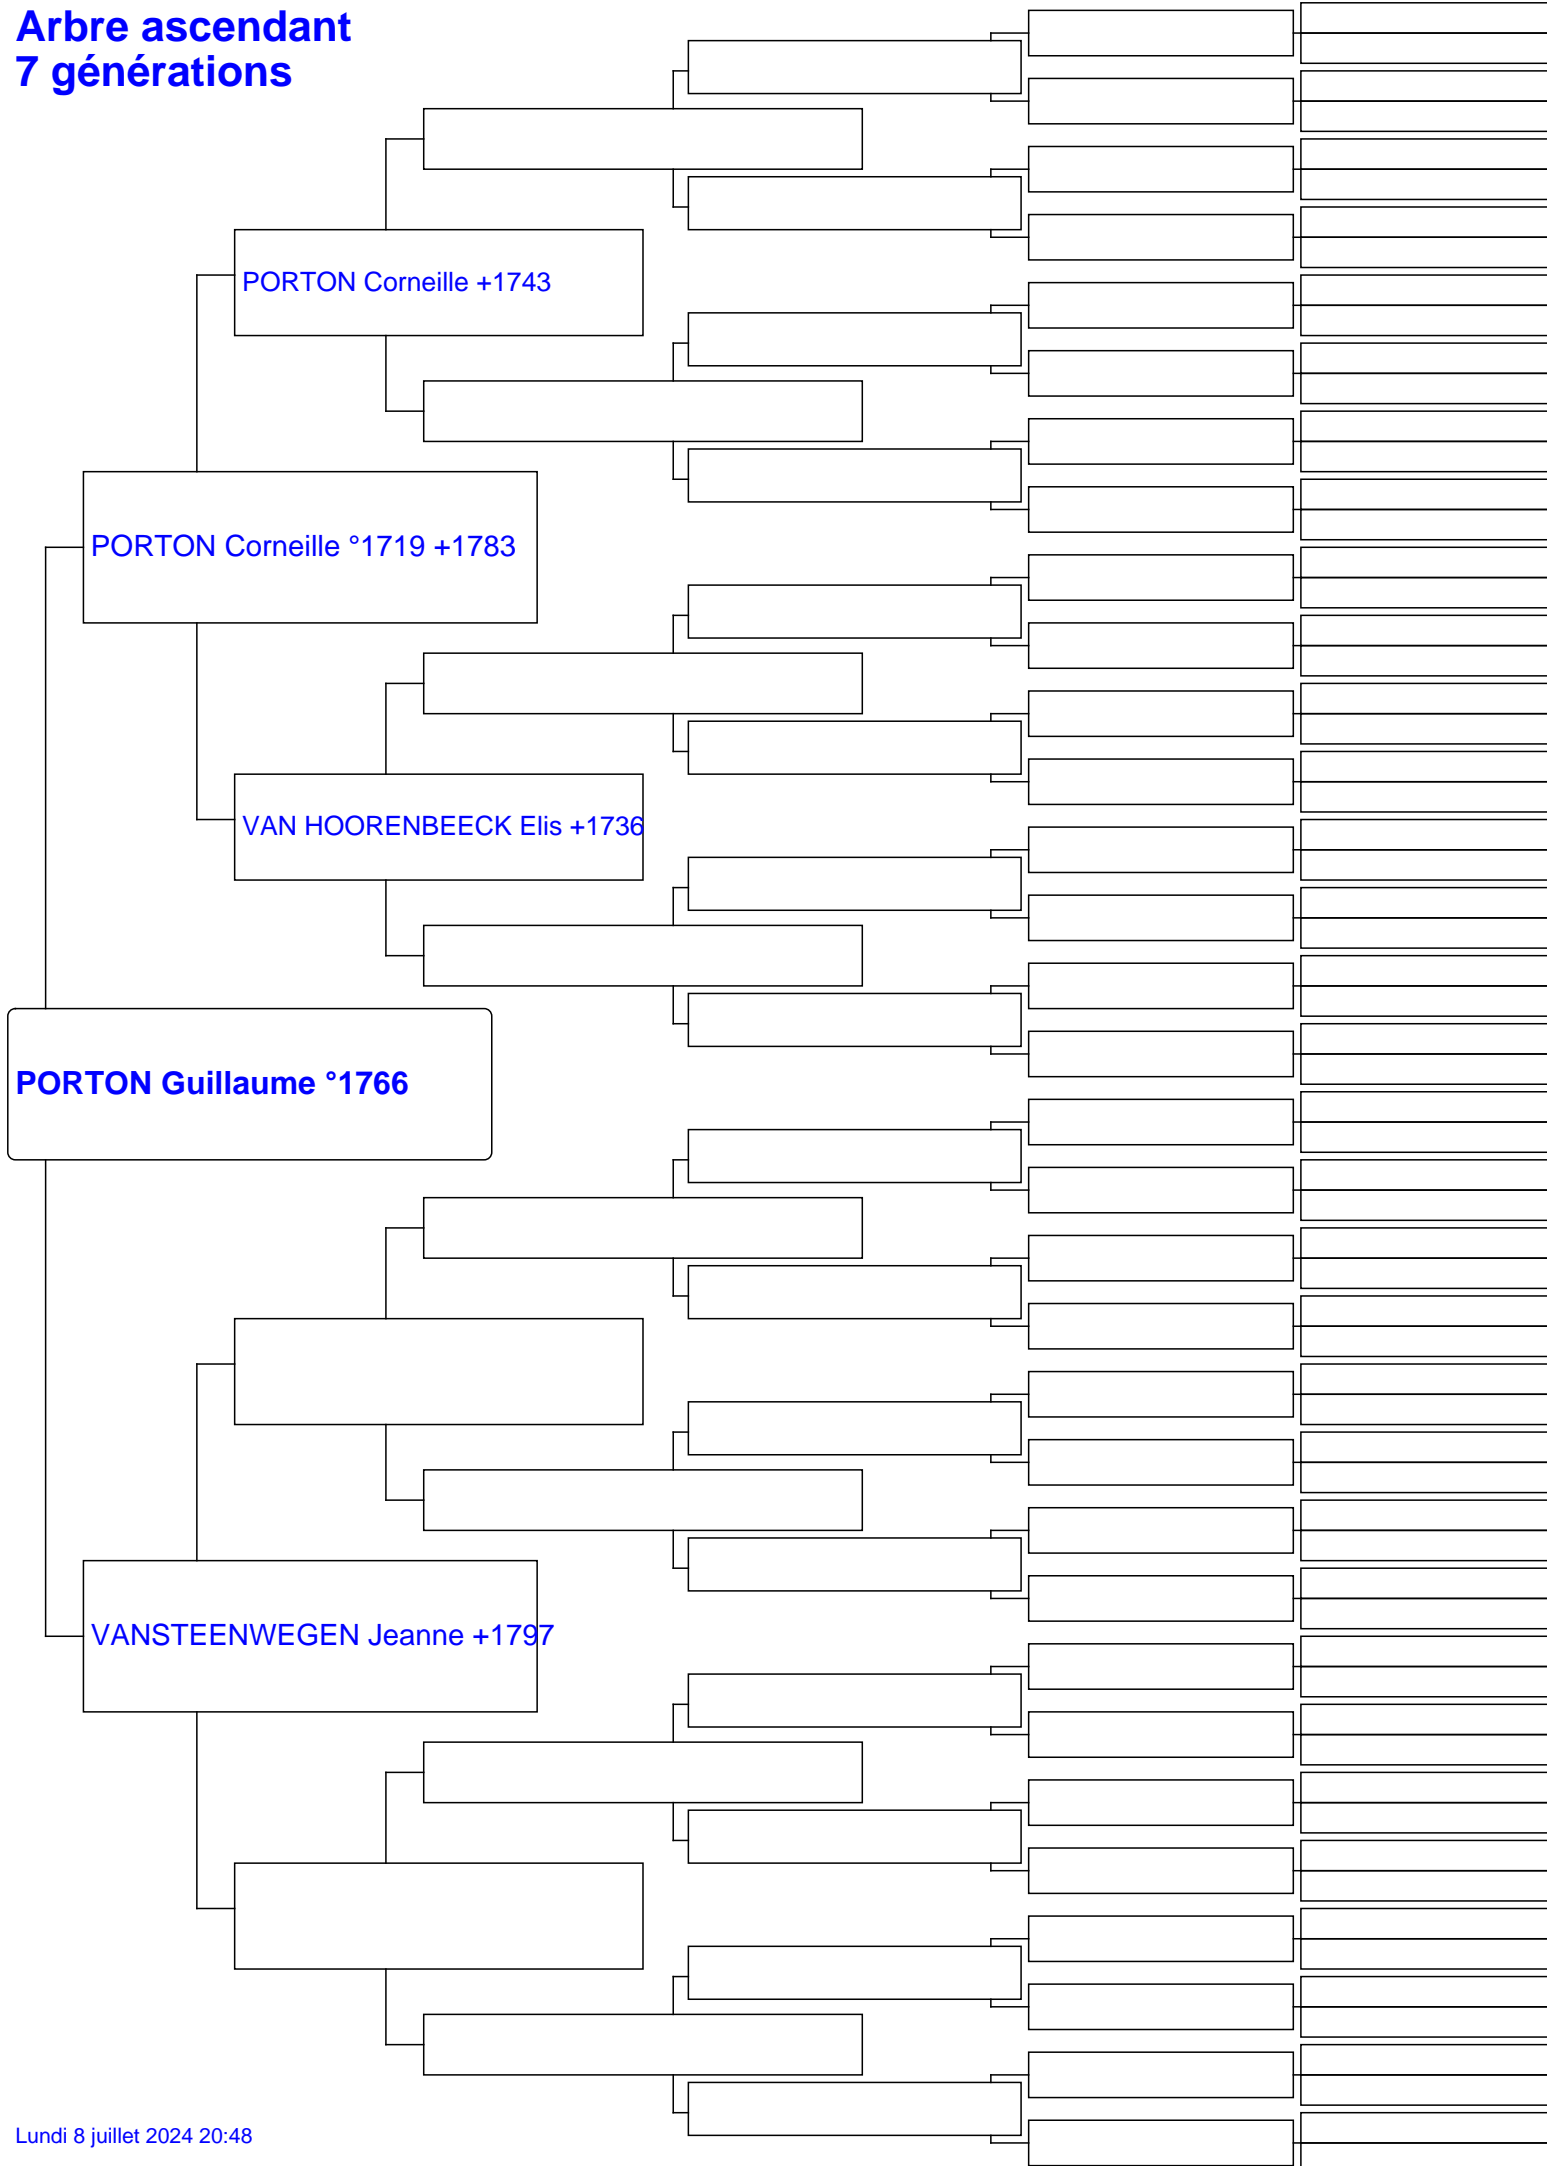 Arbre ascendant
7 générations
PORTON Corneille +1743
PORTON Corneille °1719 +1783
VAN HOORENBEECK Elis +1736
PORTON Guillaume °1766
VANSTEENWEGEN Jeanne +1797
Lundi 8 juillet 2024 20:48